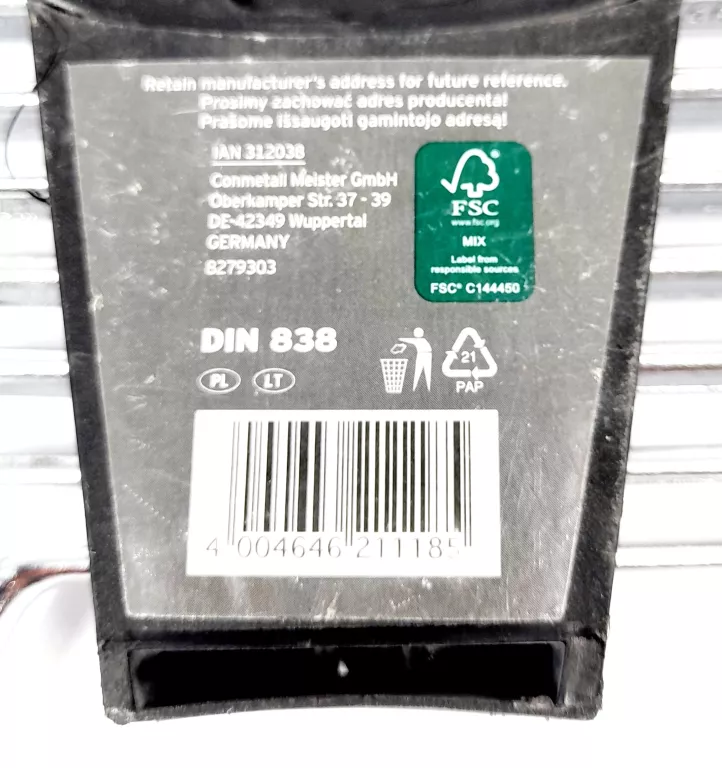 Retain manufacturer's address for future reference.
Prosimy zachować adres producenta!
Prašome išsaugoti gamintojo adresą!
IAN 312038
Conmetall Meister GmbH
Oberkamper Str. 37 - 39
DE-42349 Wuppertal
GERMANY
8279303
FSC
www.fsc.org
MIX
Label from
responsible sources
FSC® C144450
DIN 838
PL LT
21
PAP
4 004646 211185